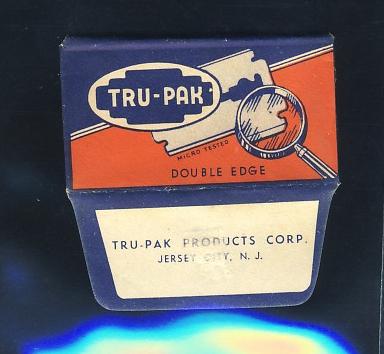 TRU-PAK
MICRO TESTED
DOUBLE EDGE
TRU-PAK PRODUCTS CORP.
JERSEY CITY, N. J.